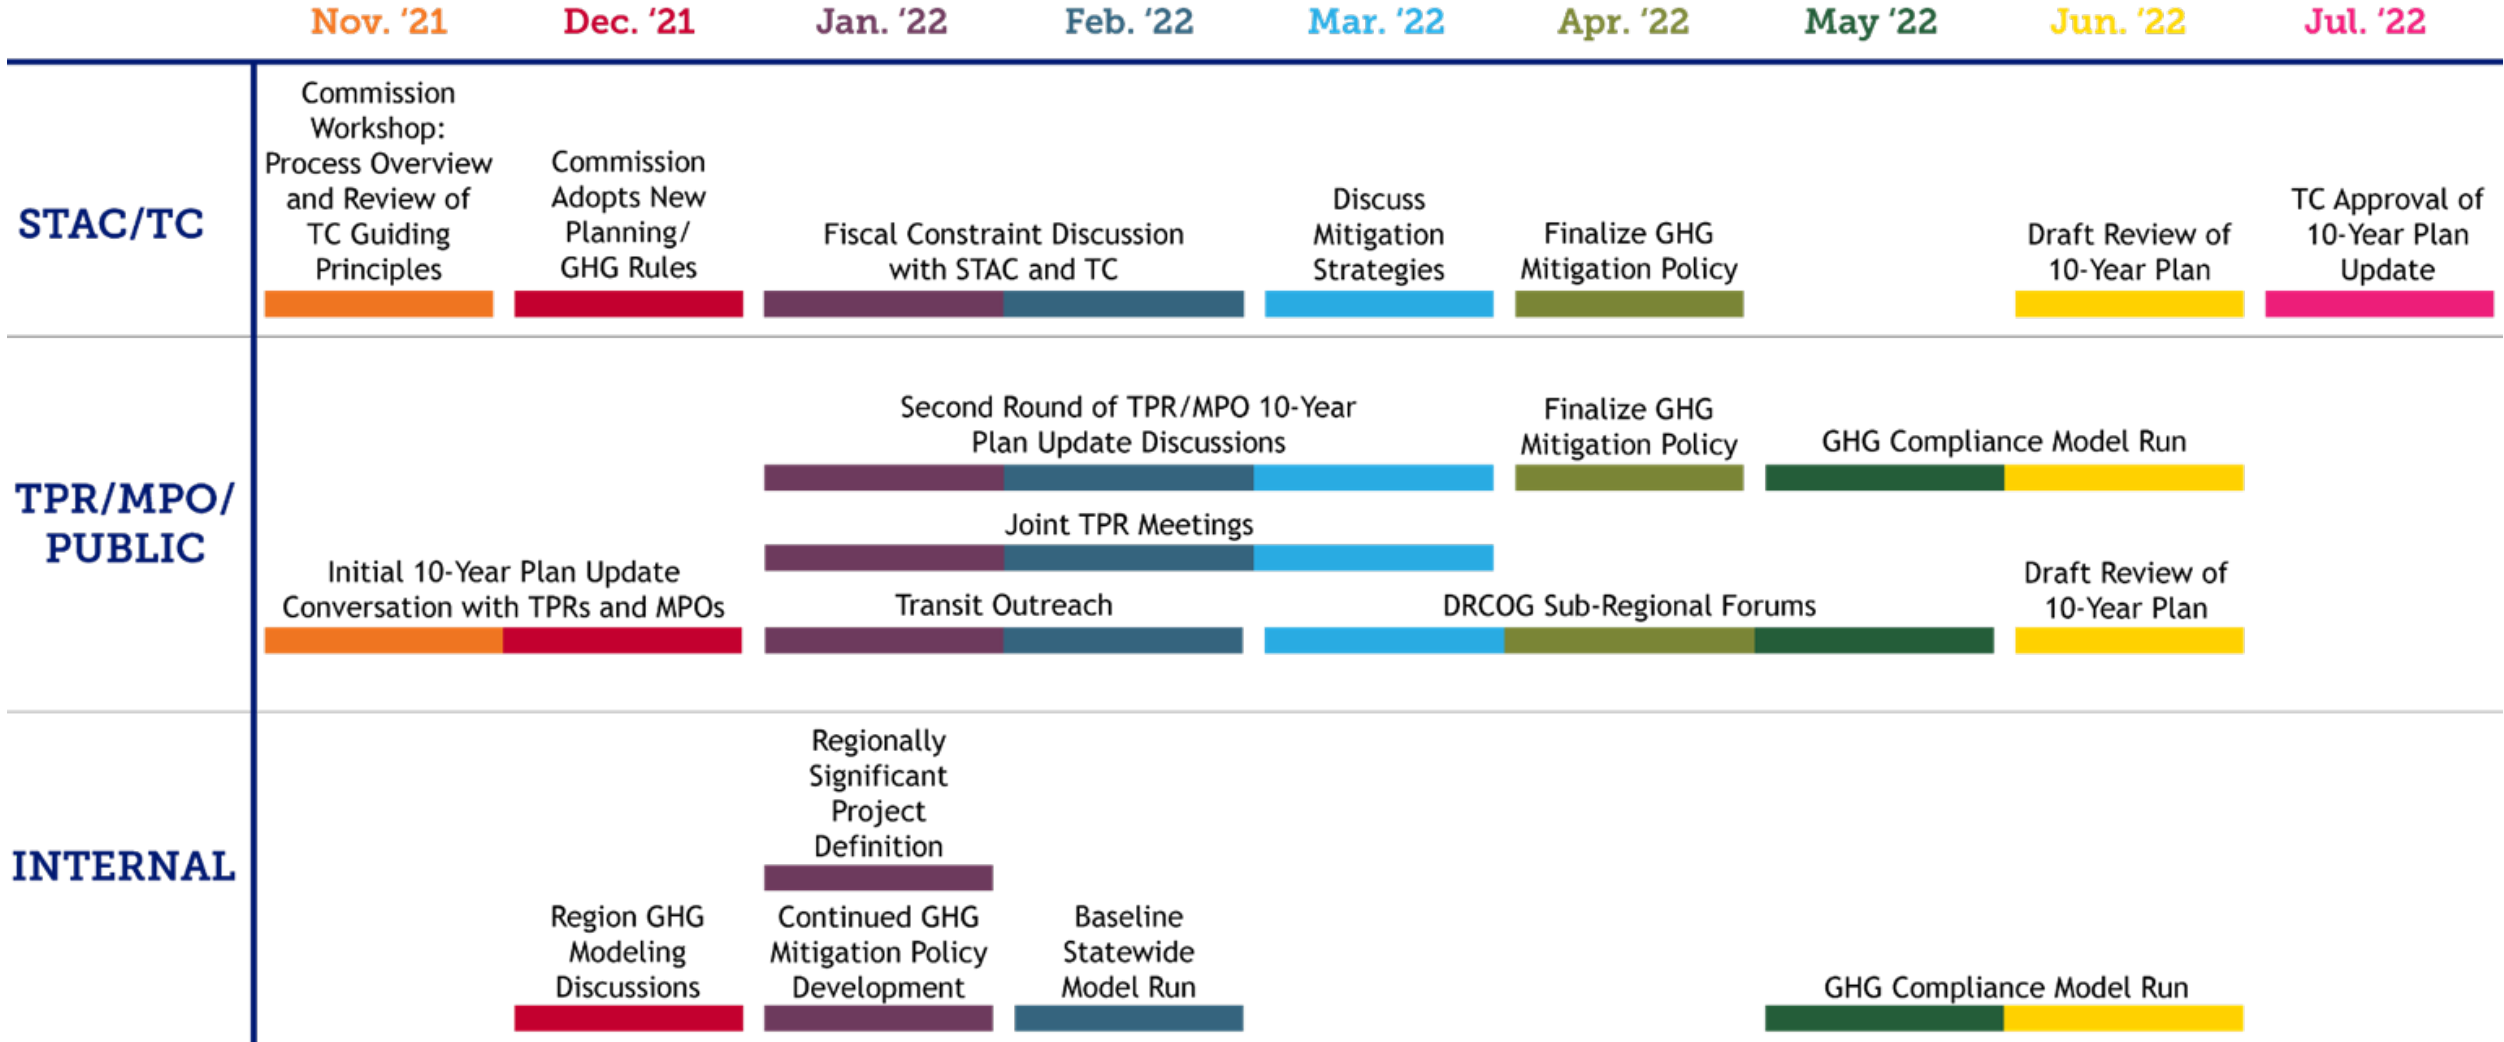 Nov. ‘21
Dec. ‘21
Jan. ‘22
Feb. ‘22
Mar. ‘22
Apr. ‘22
May ‘22
Jun. ‘22
Jul. ‘22
STAC/TC
Commission
Workshop:
Process Overview
and Review of
TC Guiding
Principles
Commission
Adopts New
Planning/
GHG Rules
Fiscal Constraint Discussion
with STAC and TC
Discuss
Mitigation
Strategies
Finalize GHG
Mitigation Policy
Draft Review of
10-Year Plan
TC Approval of
10-Year Plan
Update
TPR/MPO/
PUBLIC
Second Round of TPR/MPO 10-Year
Plan Update Discussions
Finalize GHG
Mitigation Policy
GHG Compliance Model Run
Joint TPR Meetings
Initial 10-Year Plan Update
Conversation with TPRs and MPOs
Transit Outreach
DRCOG Sub-Regional Forums
Draft Review of
10-Year Plan
INTERNAL
Regionally
Significant
Project
Definition
Region GHG
Modeling
Discussions
Continued GHG
Mitigation Policy
Development
Baseline
Statewide
Model Run
GHG Compliance Model Run